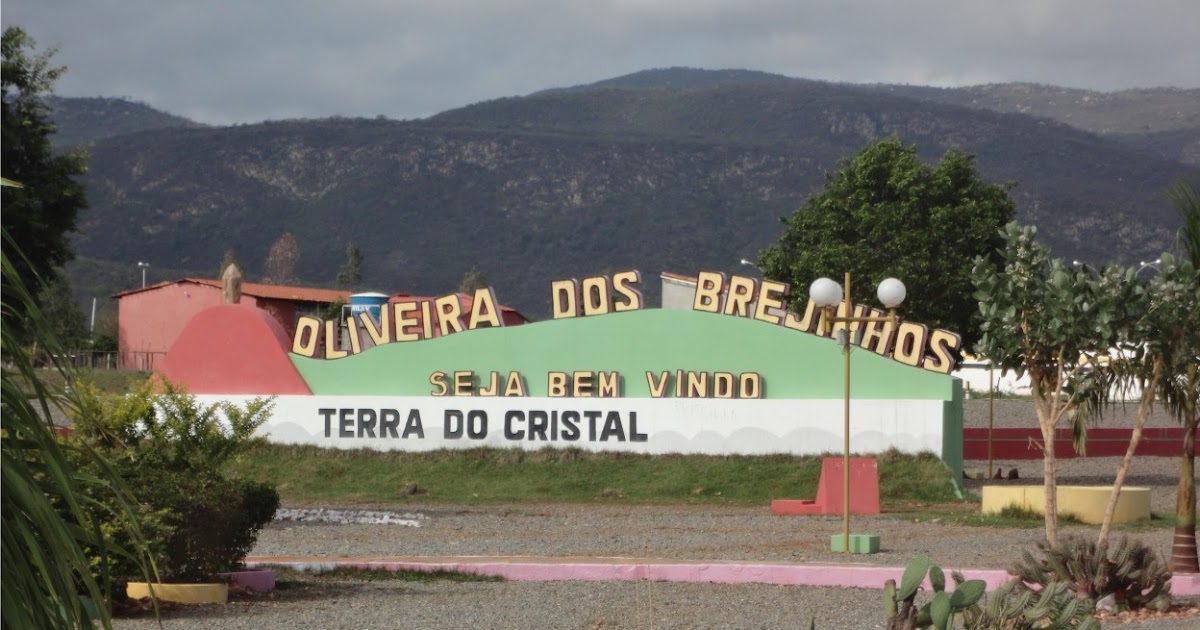 OLIVEIRA DOS BREJINHOS
SEJA BEM VINDO
TERRA DO CRISTAL